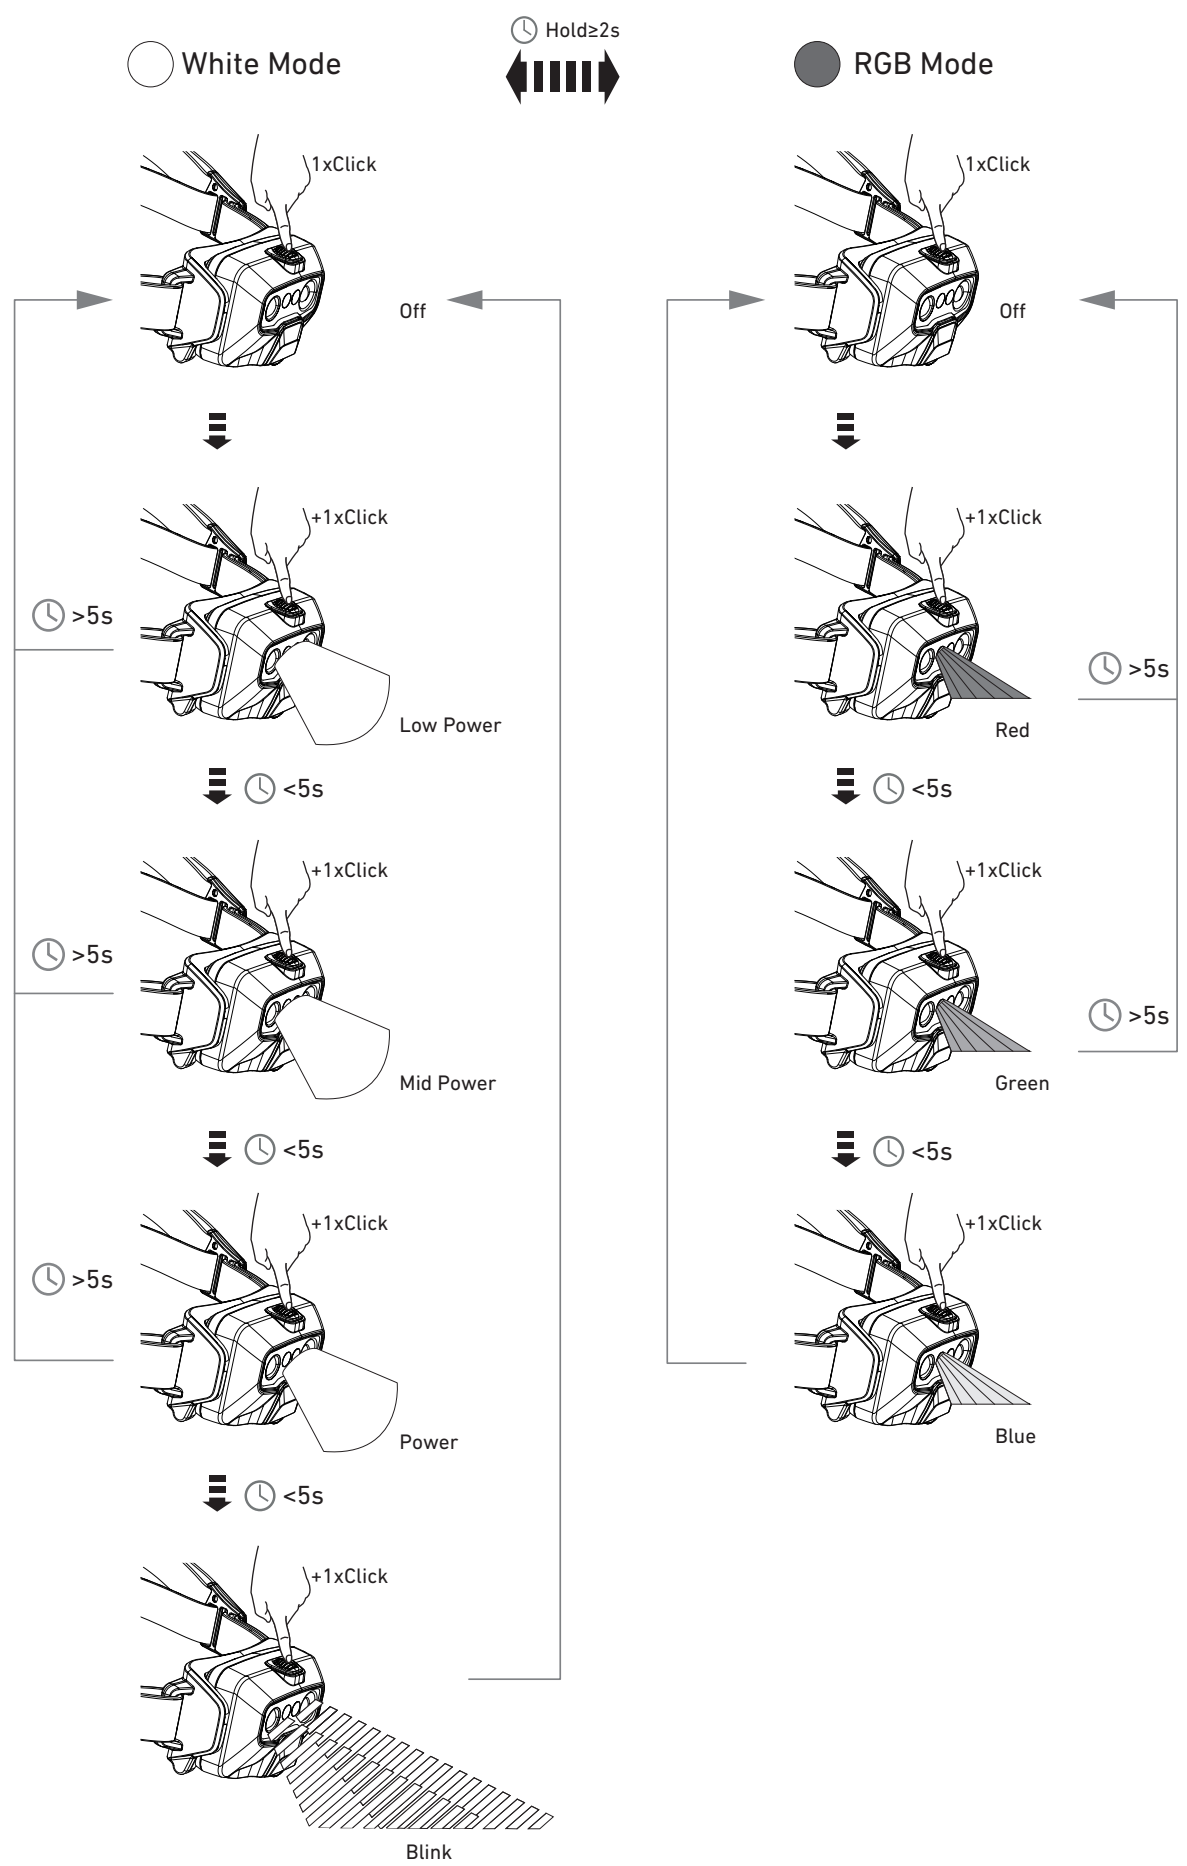 Hold≥2s
White Mode
RGB Mode
1xClick
1xClick
Off
Off
+1xClick
+1xClick
>5s
>5s
Low Power
Red
<5s
<5s
+1xClick
+1xClick
>5s
>5s
Mid Power
Green
<5s
<5s
+1xClick
+1xClick
>5s
Power
Blue
<5s
+1xClick
Blink